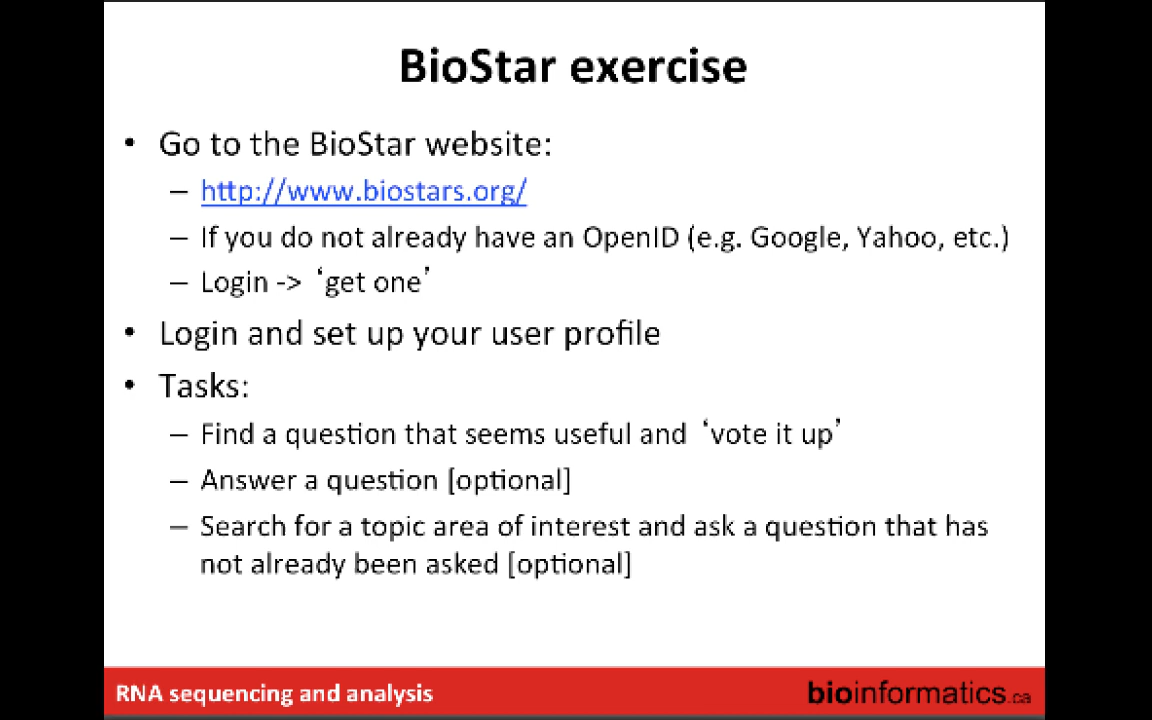 BioStar exercise
• Go to the BioStar website:
– http://www.biostars.org/
– If you do not already have an OpenID (e.g. Google, Yahoo, etc.)
– Login -> ‘get one’
• Login and set up your user profile
• Tasks:
– Find a question that seems useful and ‘vote it up’
– Answer a question [optional]
– Search for a topic area of interest and ask a question that has
not already been asked [optional]
RNA sequencing and analysis
bioinformatics.ca